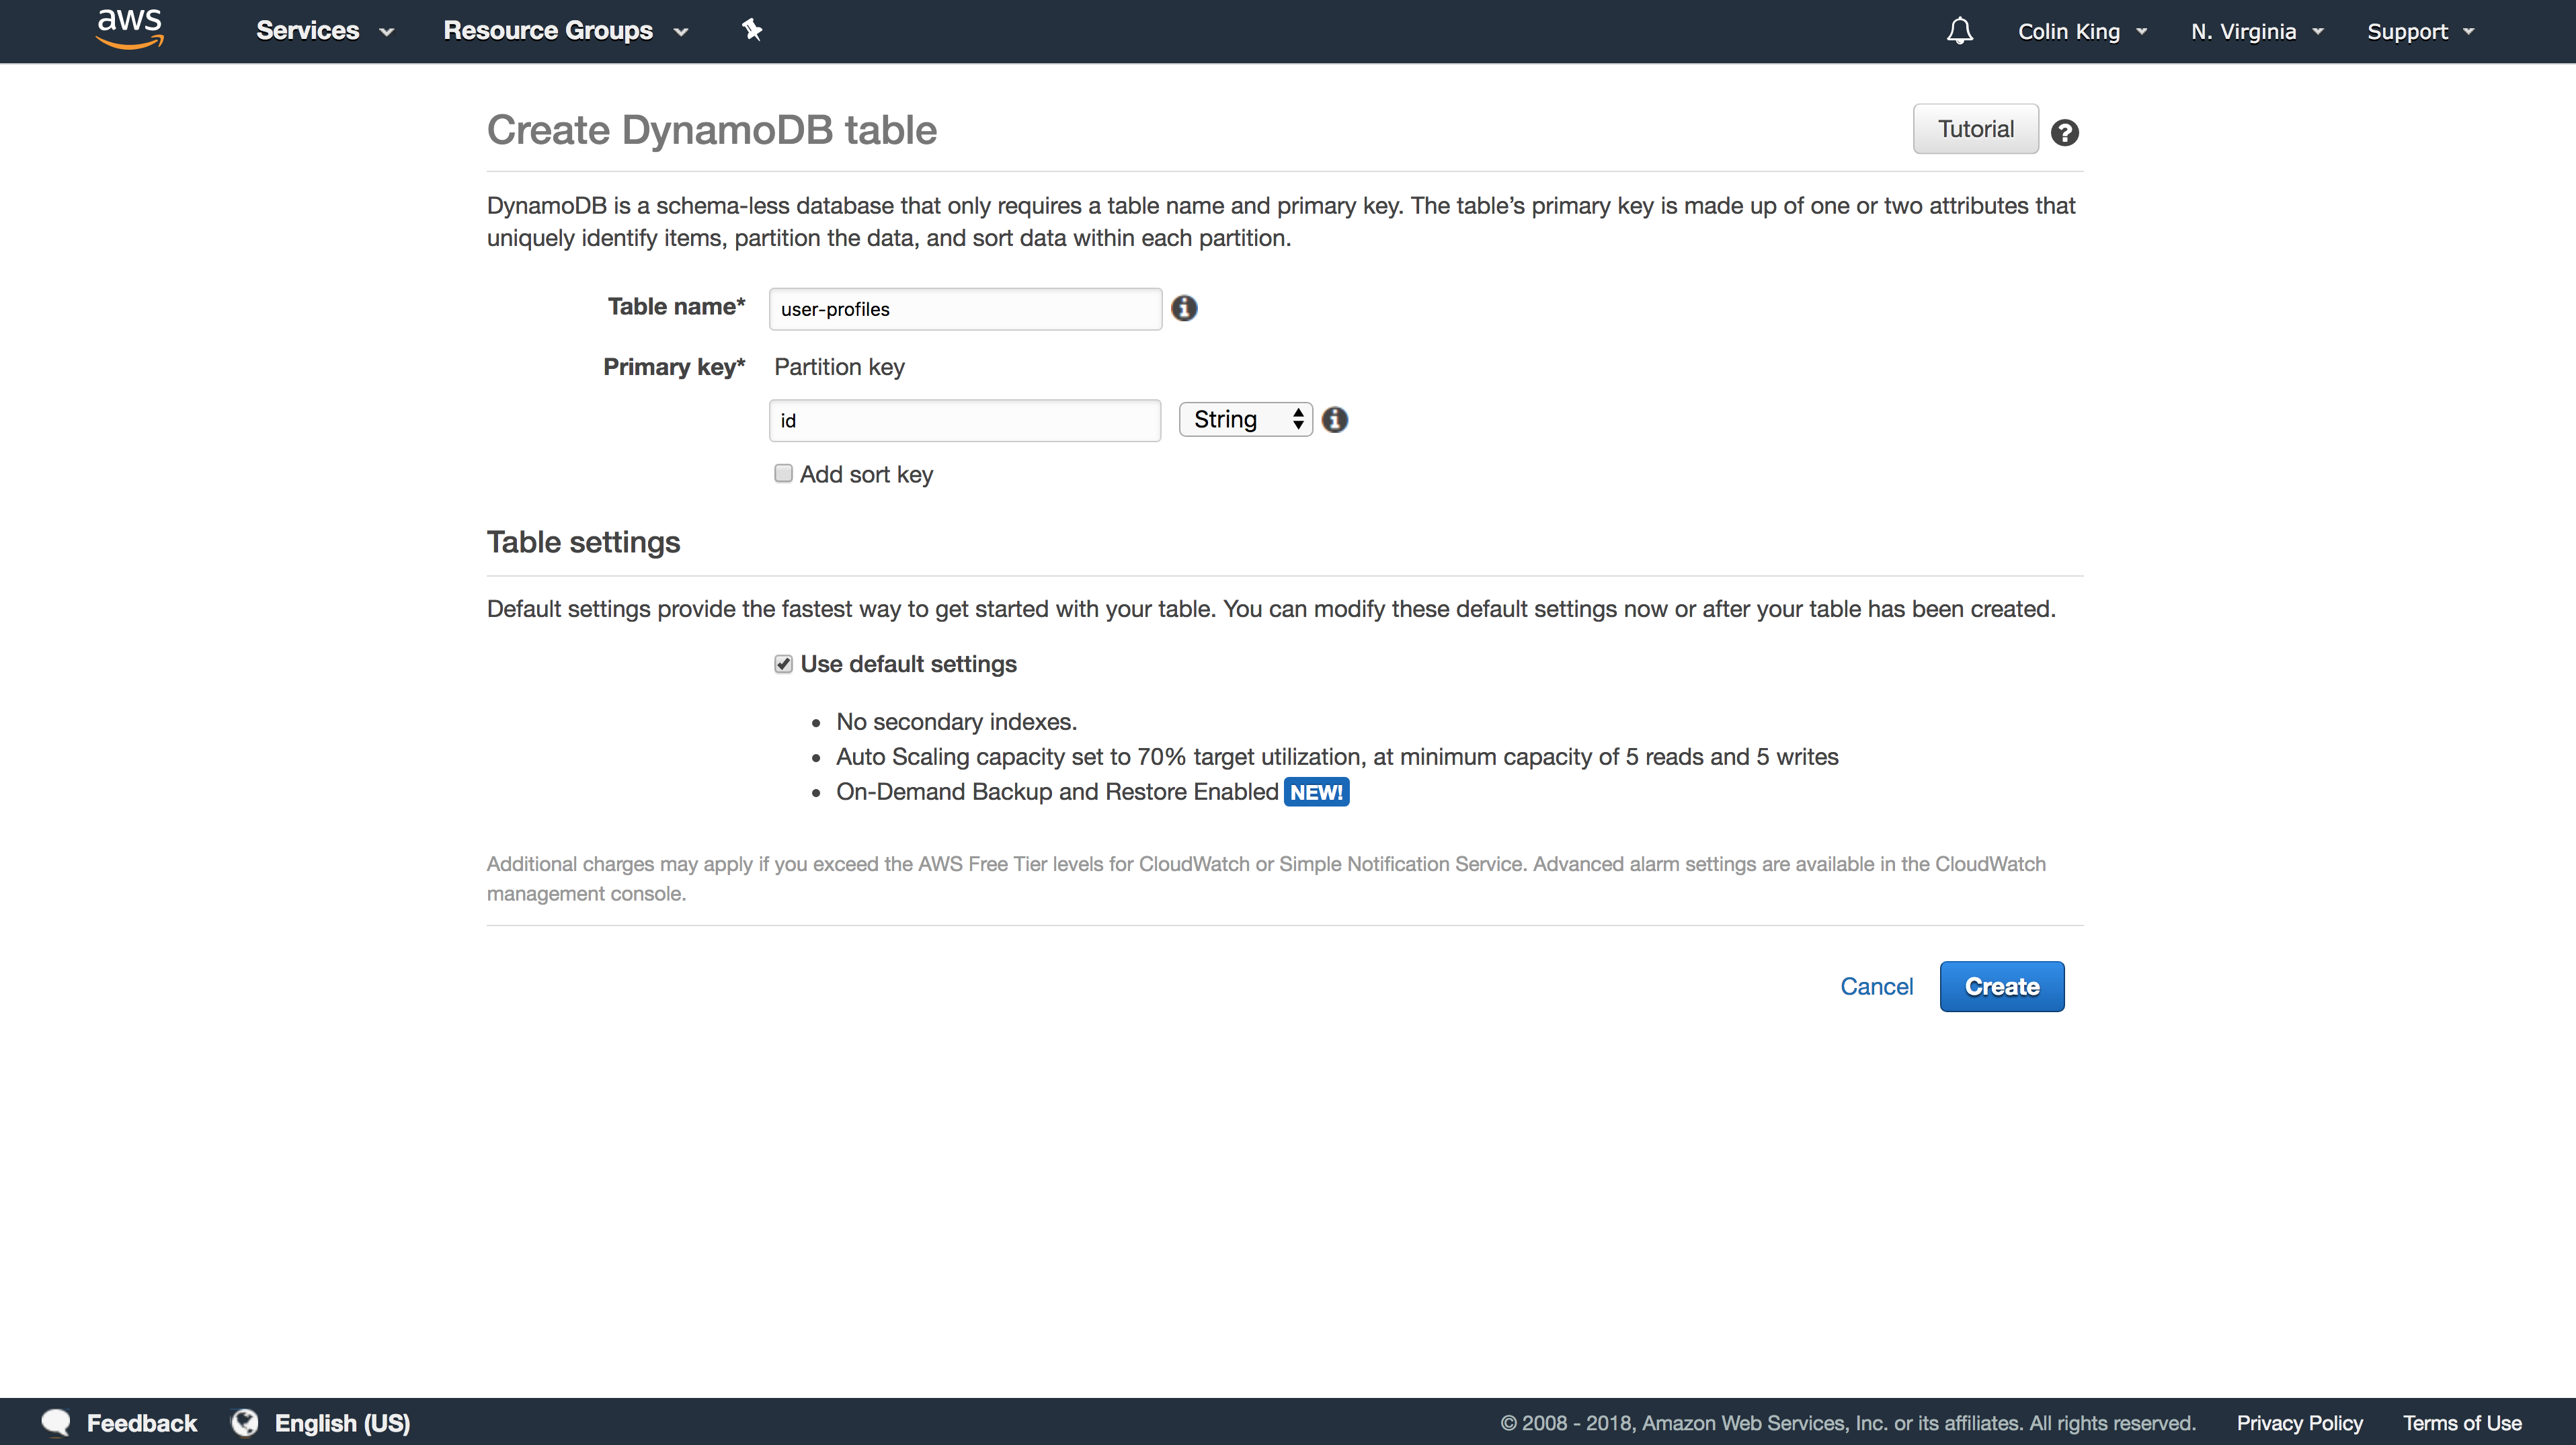 aws Services Resource Groups Colin King N. Virginia Support
Create DynamoDB table Tutorial
DynamoDB is a schema-less database that only requires a table name and primary key. The table’s primary key is made up of one or two attributes that
uniquely identify items, partition the data, and sort data within each partition.
Table name* user-profiles
Primary key* Partition key
id String
Add sort key
Table settings
Default settings provide the fastest way to get started with your table. You can modify these default settings now or after your table has been created.
Use default settings
• No secondary indexes.
• Auto Scaling capacity set to 70% target utilization, at minimum capacity of 5 reads and 5 writes
• On-Demand Backup and Restore Enabled NEW!
Additional charges may apply if you exceed the AWS Free Tier levels for CloudWatch or Simple Notification Service. Advanced alarm settings are available in the CloudWatch
management console.
Cancel Create
Feedback English (US) © 2008 - 2018, Amazon Web Services, Inc. or its affiliates. All rights reserved. Privacy Policy Terms of Use